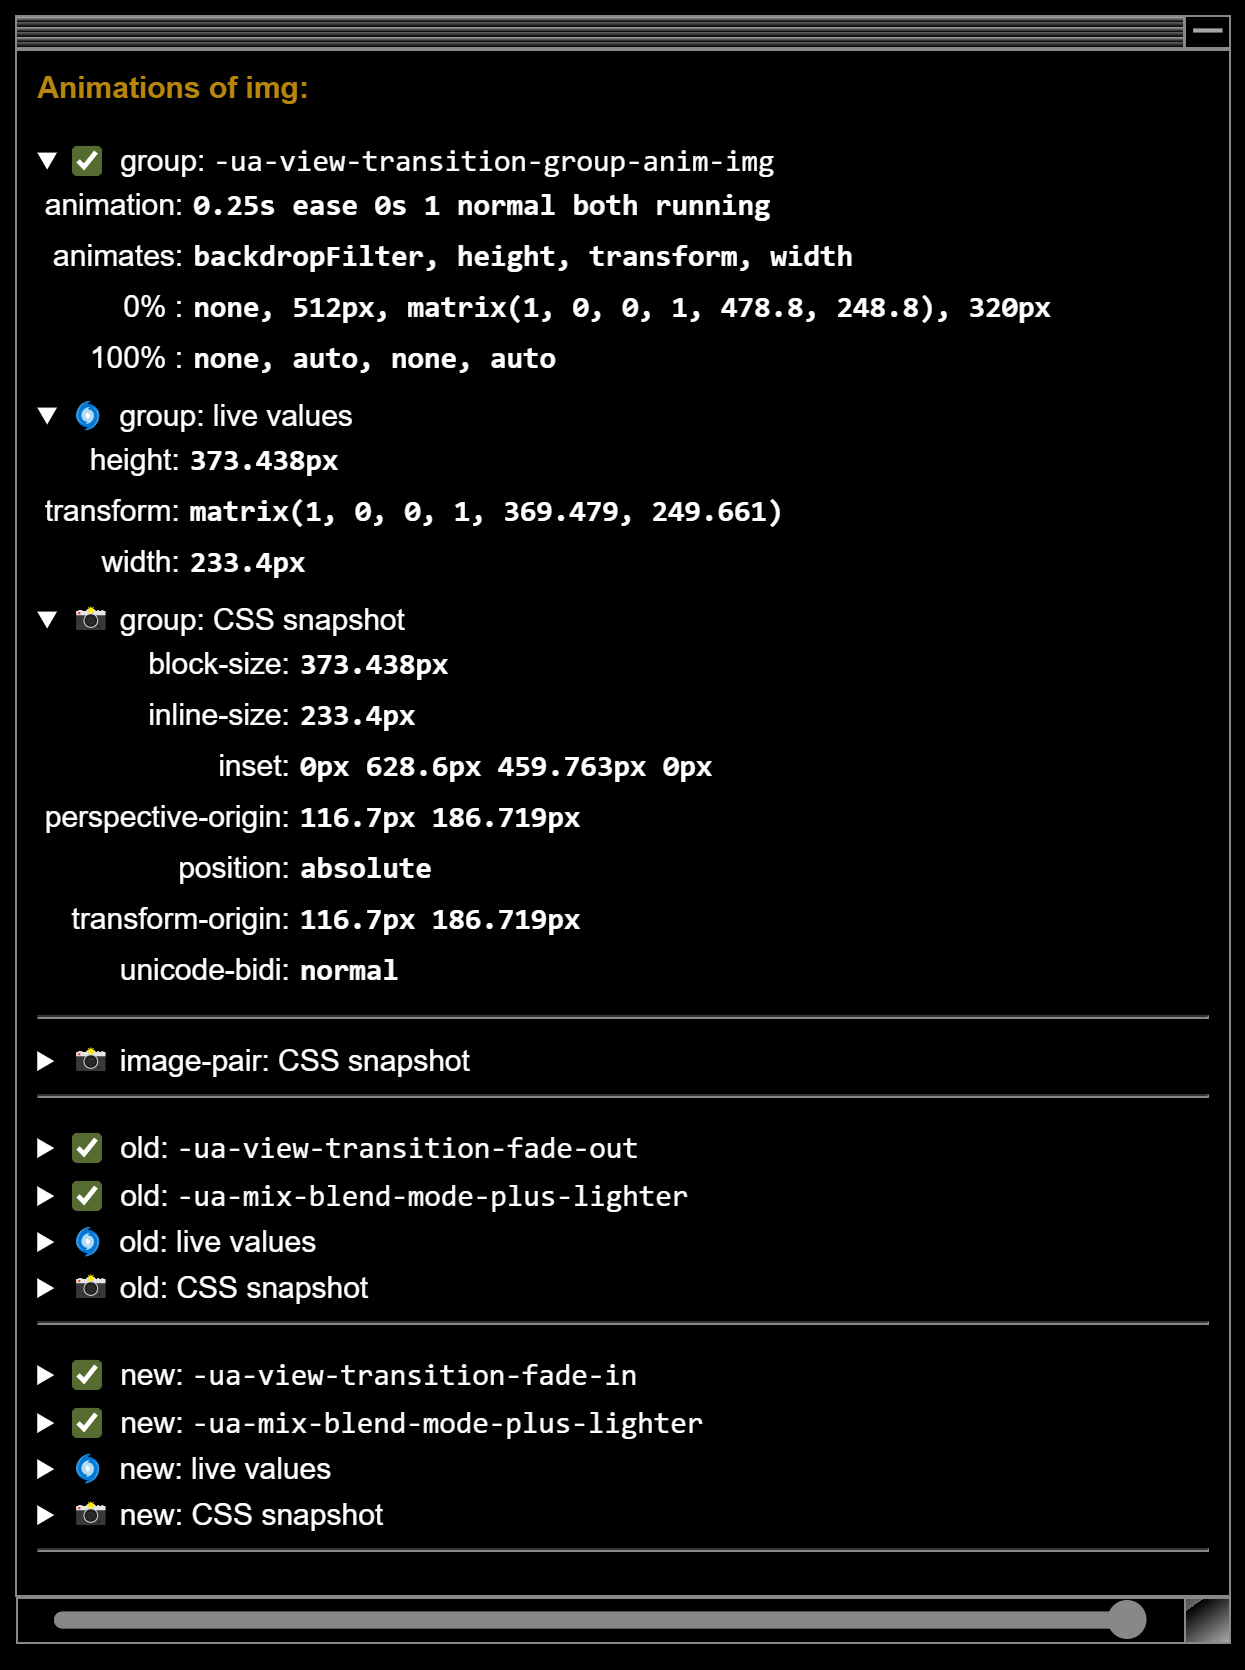 Animations of img:
group: -ua-view-transition-group-anim-img
animation: 0.25s ease 0s 1 normal both running
animates: backdropFilter, height, transform, width
0% : none, 512px, matrix(1, 0, 0, 1, 478.8, 248.8), 320px
100% : none, auto, none, auto
group: live values
height: 373.438px
transform: matrix(1, 0, 0, 1, 369.479, 249.661)
width: 233.4px
group: CSS snapshot
block-size: 373.438px
inline-size: 233.4px
inset: 0px 628.6px 459.763px 0px
perspective-origin: 116.7px 186.719px
position: absolute
transform-origin: 116.7px 186.719px
unicode-bidi: normal
image-pair: CSS snapshot
old: -ua-view-transition-fade-out
old: -ua-mix-blend-mode-plus-lighter
old: live values
old: CSS snapshot
new: -ua-view-transition-fade-in
new: -ua-mix-blend-mode-plus-lighter
new: live values
new: CSS snapshot